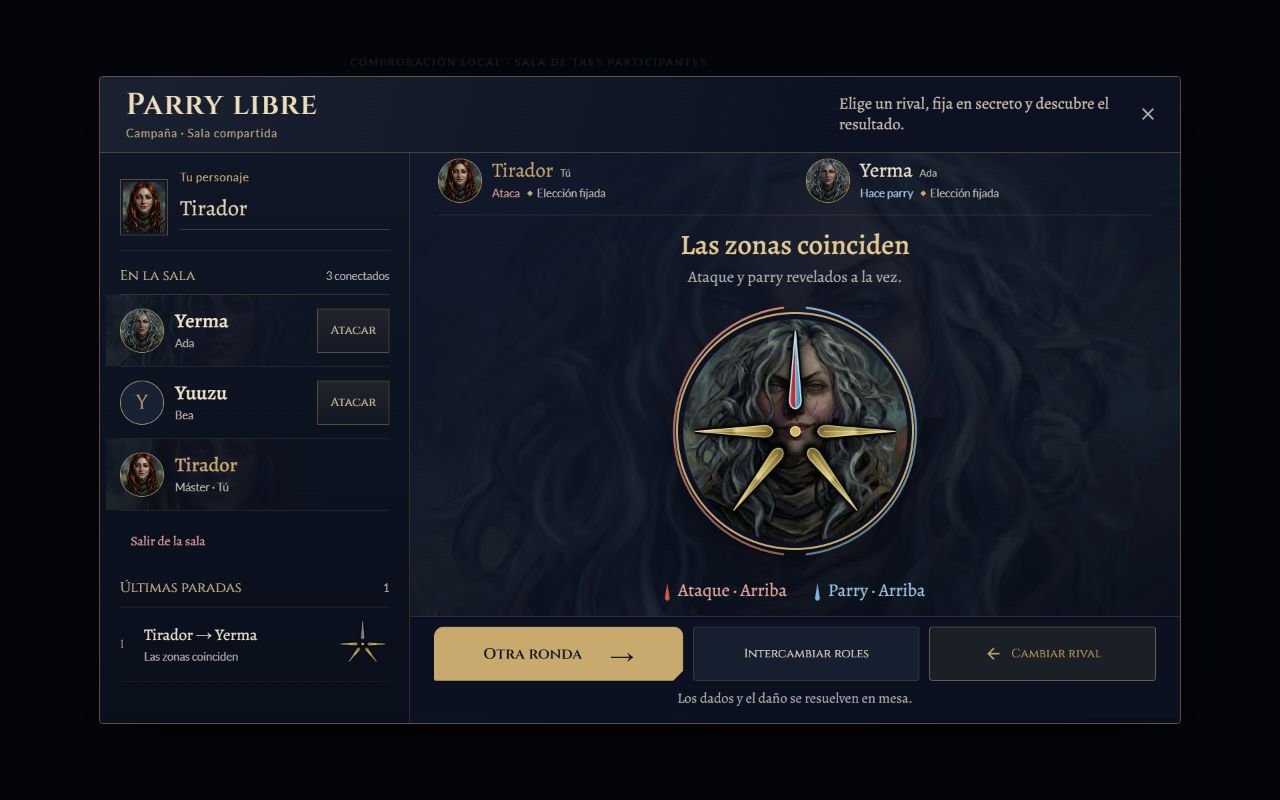 COMPROBACIÓN LOCAL · SALA DE TRES PARTICIPANTES
PARRY LIBRE
Campaña · Sala compartida
Elige un rival, fija en secreto y descubre el
resultado.
Tu personaje
Tirador
EN LA SALA
3 conectados
Yerma
Ada
ATACAR
Y
Yuuzu
Bea
ATACAR
Tirador
Máster · Tú
Salir de la sala
ÚLTIMAS PARADAS
1
1
Tirador → Yerma
Las zonas coinciden
Tirador Tú
Ataca ◆ Elección fijada
Yerma Ada
Hace parry ◆ Elección fijada
Las zonas coinciden
Ataque y parry revelados a la vez.
Ataque · Arriba
Parry · Arriba
OTRA RONDA →
INTERCAMBIAR ROLES
← CAMBIAR RIVAL
Los dados y el daño se resuelven en mesa.